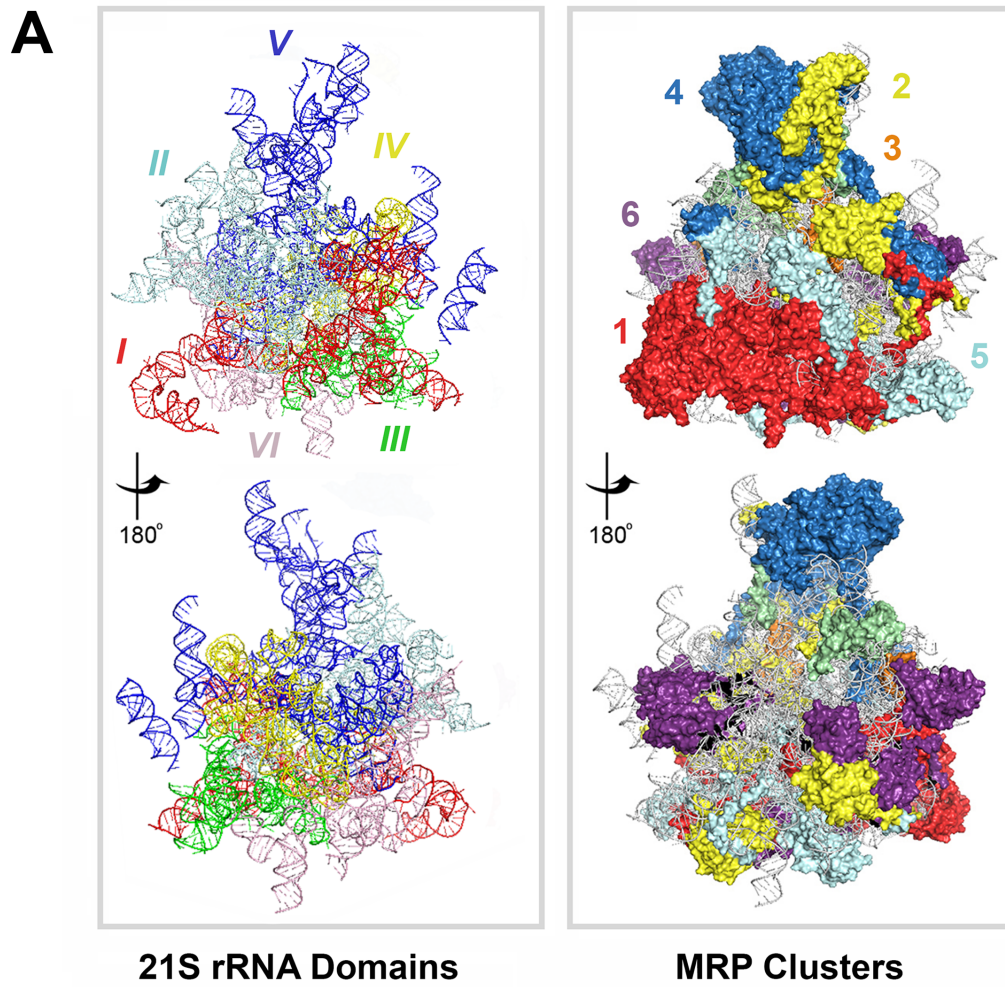 A
V
II
IV
I
VI
III
180°
4
2
3
6
1
5
180°
21S rRNA Domains
MRP Clusters